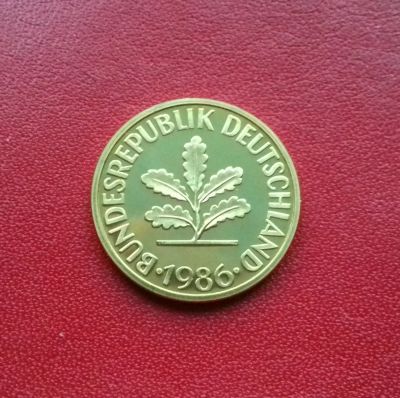 BUNDESREPUBLIK DEUTSCHLAND
· 1986 ·